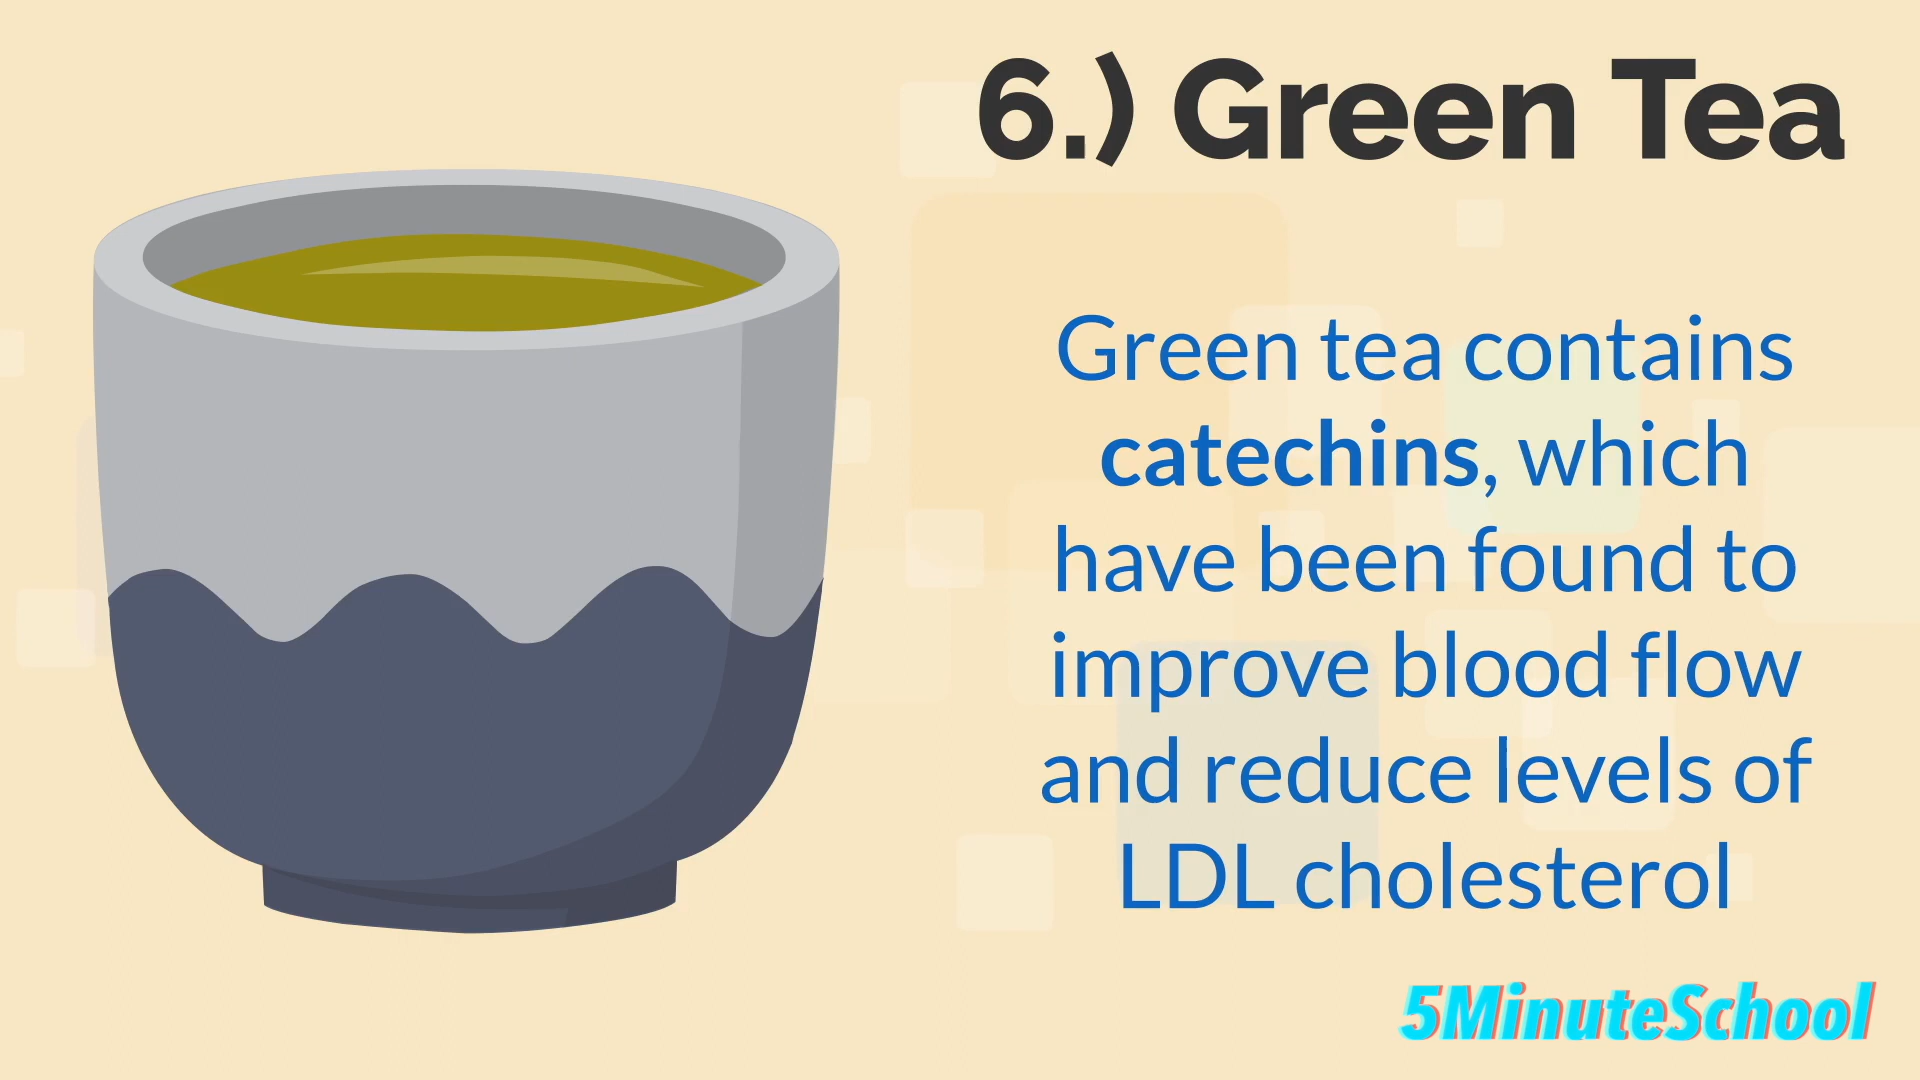 6.) Green Tea
Green tea contains
catechins, which
have been found to
improve blood flow
and reduce levels of
LDL cholesterol
5MinuteSchool